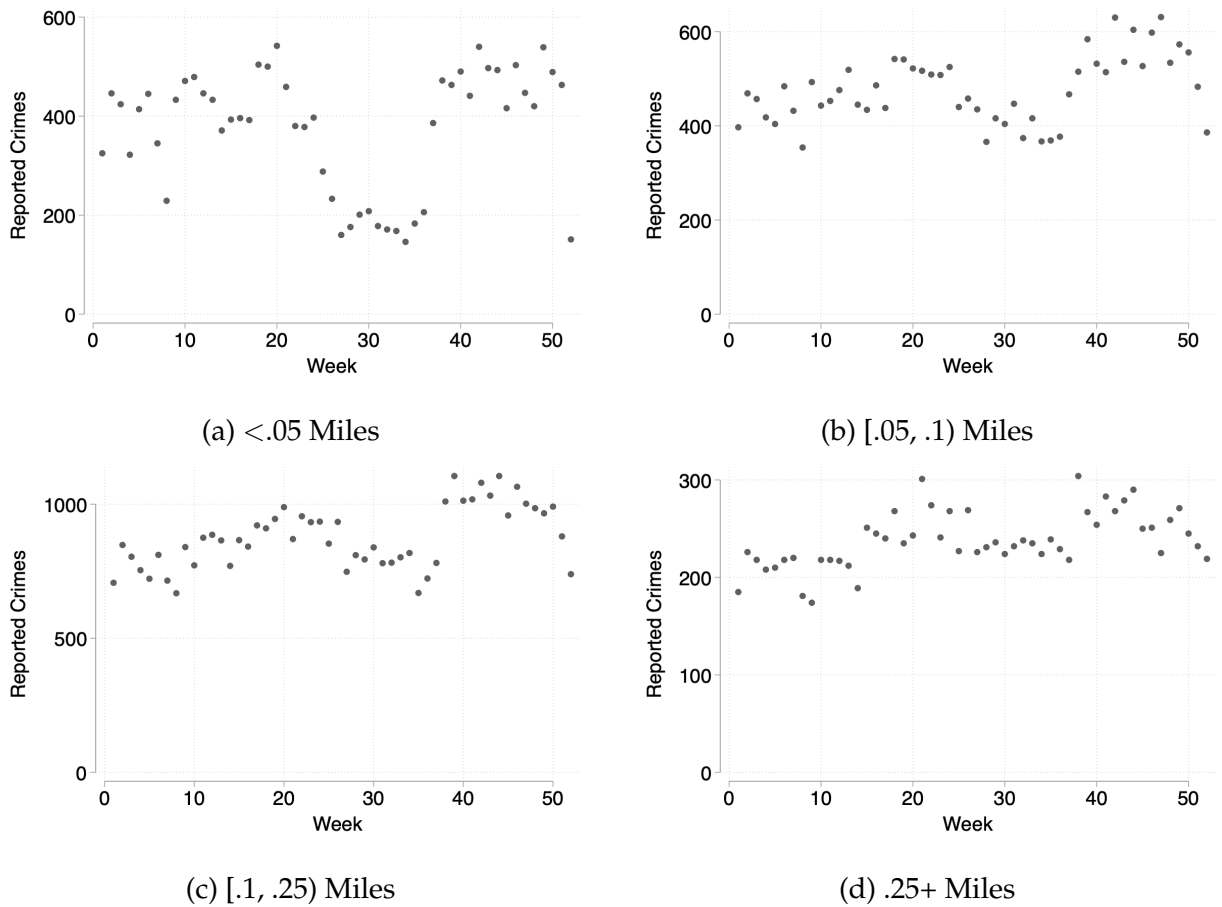 600
400
200
0
Reported Crimes
0 10 20 30 40 50
Week
(a) <.05 Miles
600
400
200
0
Reported Crimes
0 10 20 30 40 50
Week
(b) [.05, .1) Miles
1000
500
0
Reported Crimes
0 10 20 30 40 50
Week
(c) [.1, .25) Miles
300
200
100
0
Reported Crimes
0 10 20 30 40 50
Week
(d) .25+ Miles